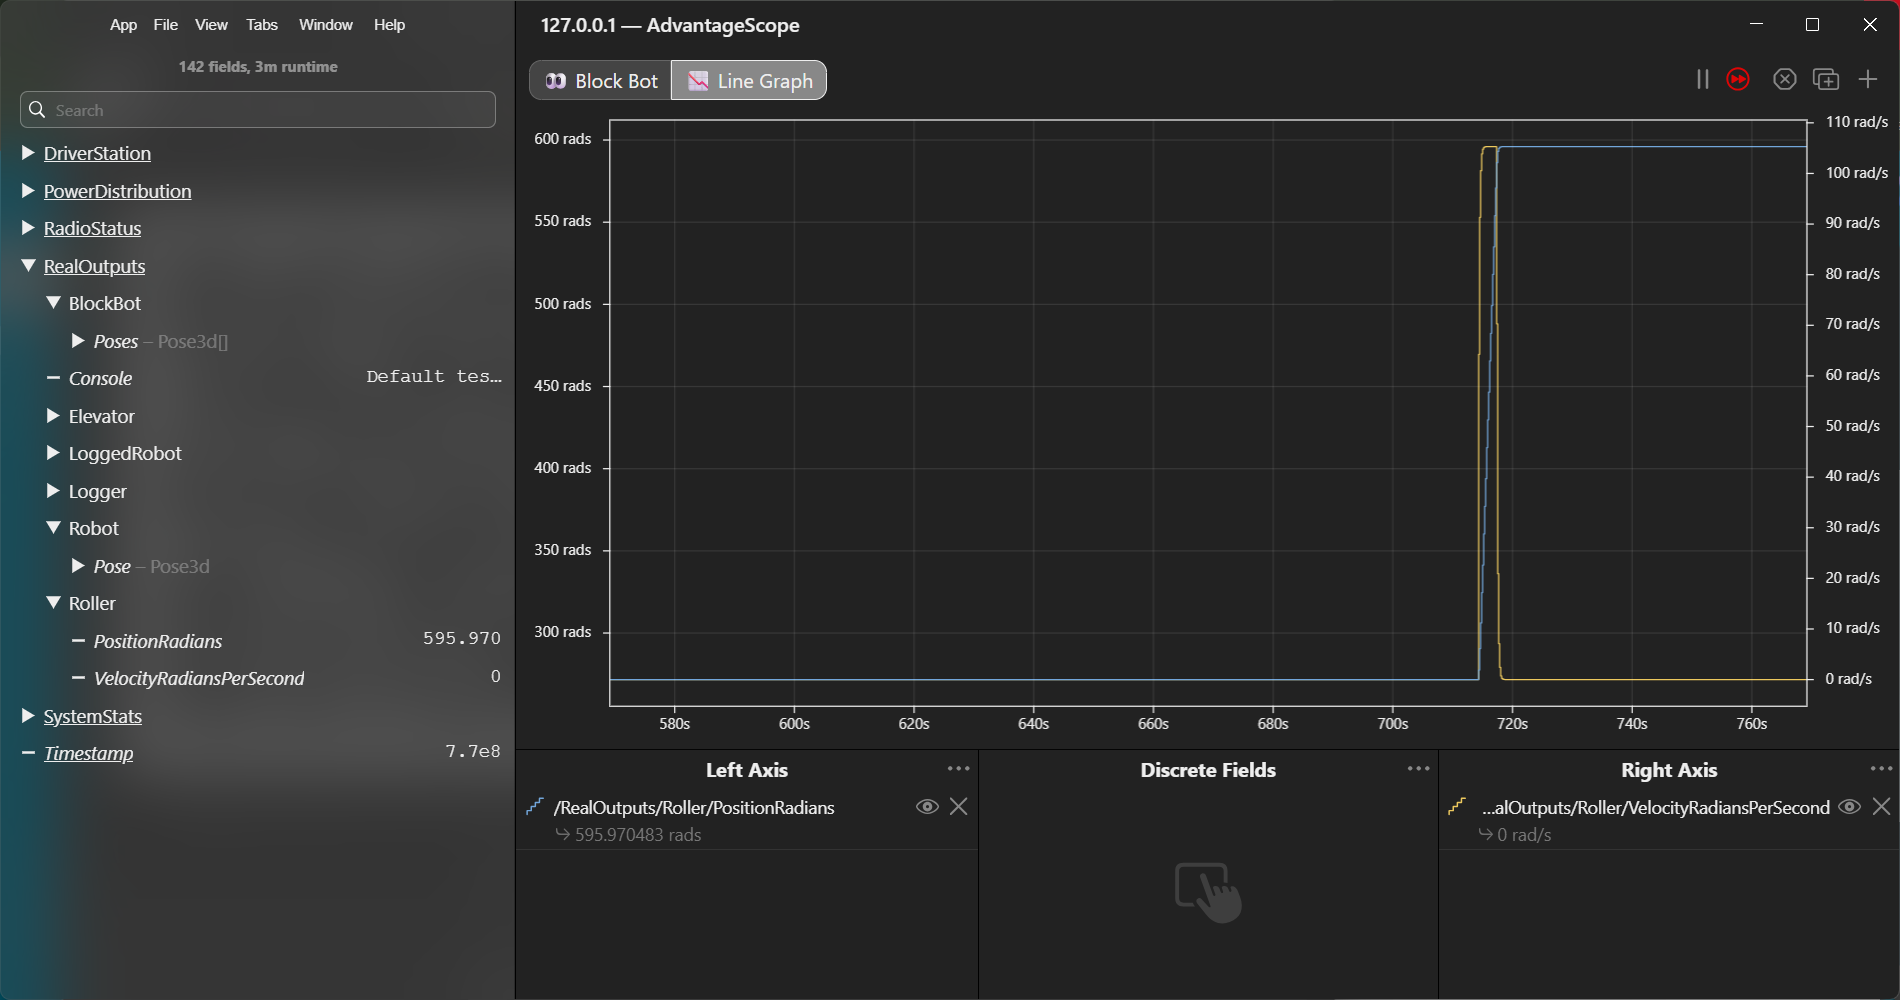 App File View Tabs Window Help
142 fields, 3m runtime
Search
DriverStation
PowerDistribution
RadioStatus
RealOutputs
BlockBot
Poses – Pose3d[]
Console Default tes...
Elevator
LoggedRobot
Logger
Robot
Pose – Pose3d
Roller
PositionRadians 595.970
VelocityRadiansPerSecond 0
SystemStats
Timestamp 7.7e8
127.0.0.1 — AdvantageScope
Block Bot Line Graph
600 rads
550 rads
500 rads
450 rads
400 rads
350 rads
300 rads
110 rad/s
100 rad/s
90 rad/s
80 rad/s
70 rad/s
60 rad/s
50 rad/s
40 rad/s
30 rad/s
20 rad/s
10 rad/s
0 rad/s
580s 600s 620s 640s 660s 680s 700s 720s 740s 760s
Left Axis
/RealOutputs/Roller/PositionRadians
595.970483 rads
Discrete Fields
Right Axis
...alOutputs/Roller/VelocityRadiansPerSecond
0 rad/s